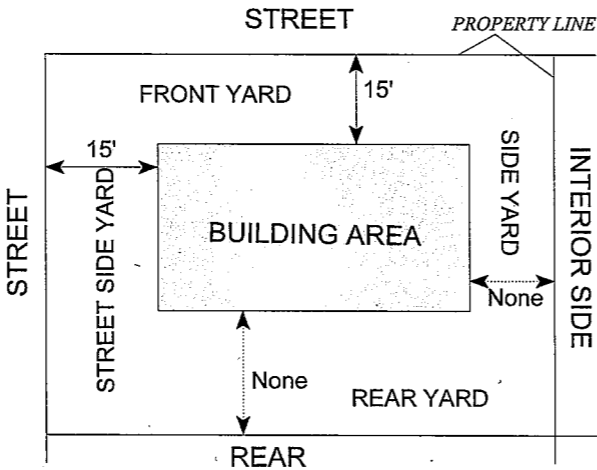 STREET
PROPERTY LINE
FRONT YARD
15'
15'
STREET
STREET SIDE YARD
BUILDING AREA
SIDE YARD
INTERIOR SIDE
None
None
REAR YARD
REAR